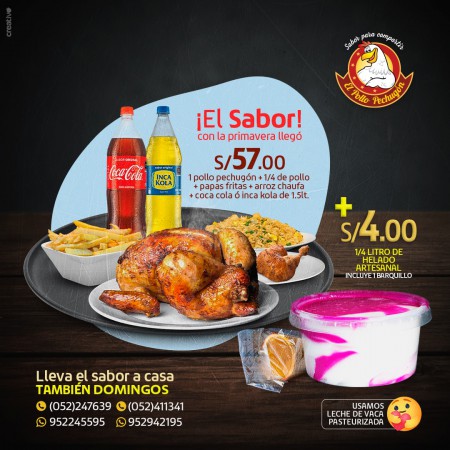 creativo
Sabor para compartir
El Pollo Pechugón
¡El Sabor!
con la primavera llegó
S/57.00
1 pollo pechugón + 1/4 de pollo
+ papas fritas + arroz chaufa
+ coca cola ó inca kola de 1.5lt.
Coca-Cola
INCA
KOLA
+
S/4.00
1/4 LITRO DE
HELADO
ARTESANAL
INCLUYE 1 BARQUILLO
Lleva el sabor a casa
TAMBIÉN DOMINGOS
(052)247639 (052)411341
952245595 952942195
USAMOS
LECHE DE VACA
PASTEURIZADA